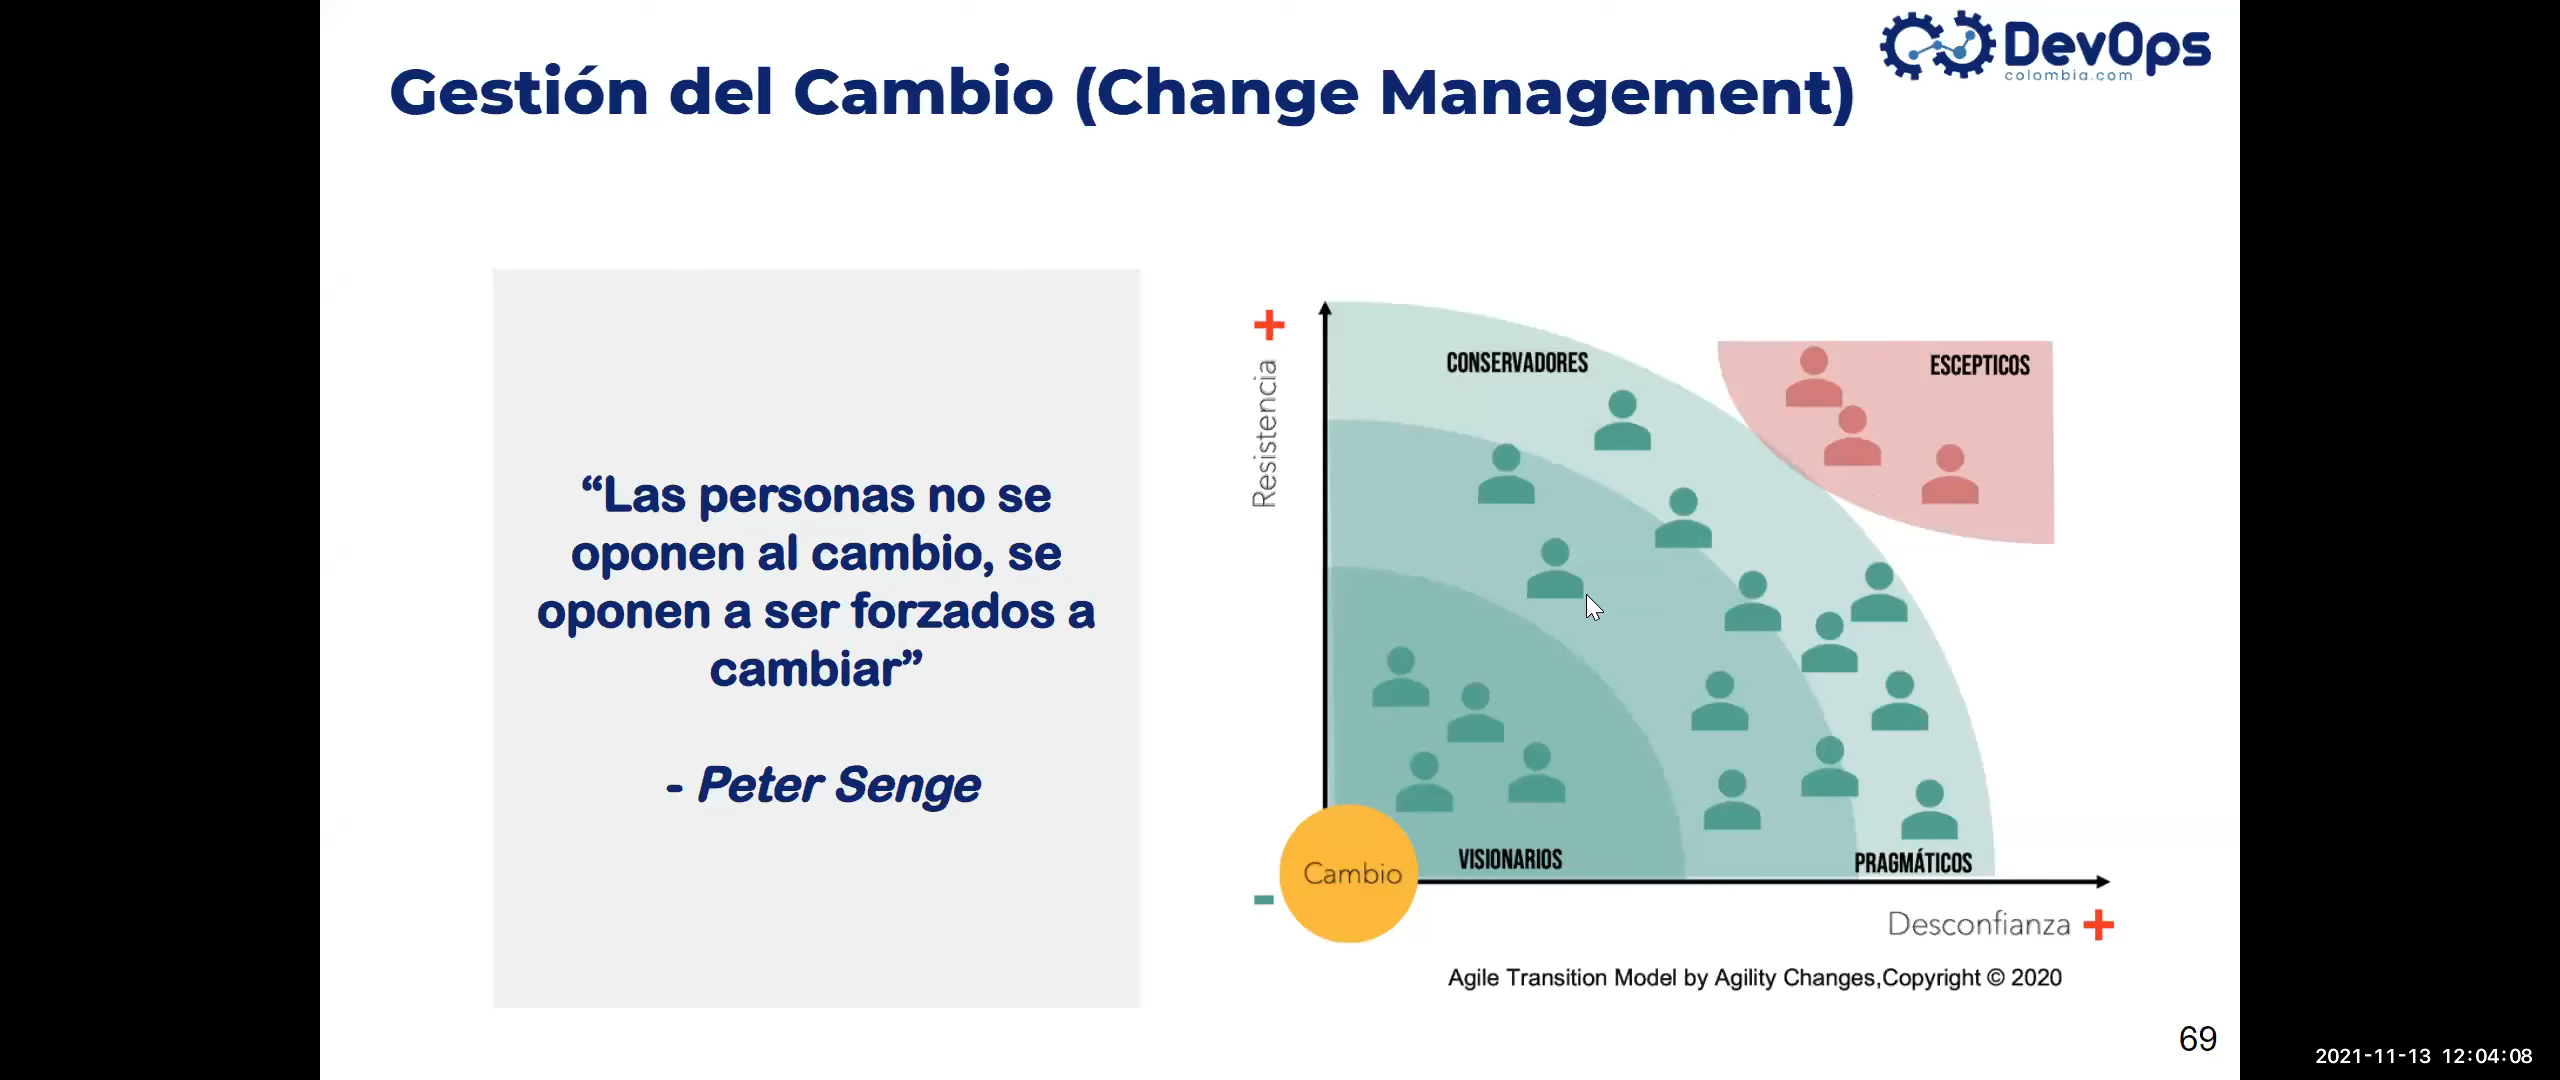 DevOps
colombia.com
Gestión del Cambio (Change Management)
“Las personas no se
oponen al cambio, se
oponen a ser forzados a
cambiar”
- Peter Senge
+
Resistencia
CONSERVADORES
ESCEPTICOS
VISIONARIOS
PRAGMÁTICOS
Cambio
-
Desconfianza +
Agile Transition Model by Agility Changes,Copyright © 2020
69
2021-11-13 12:04:08